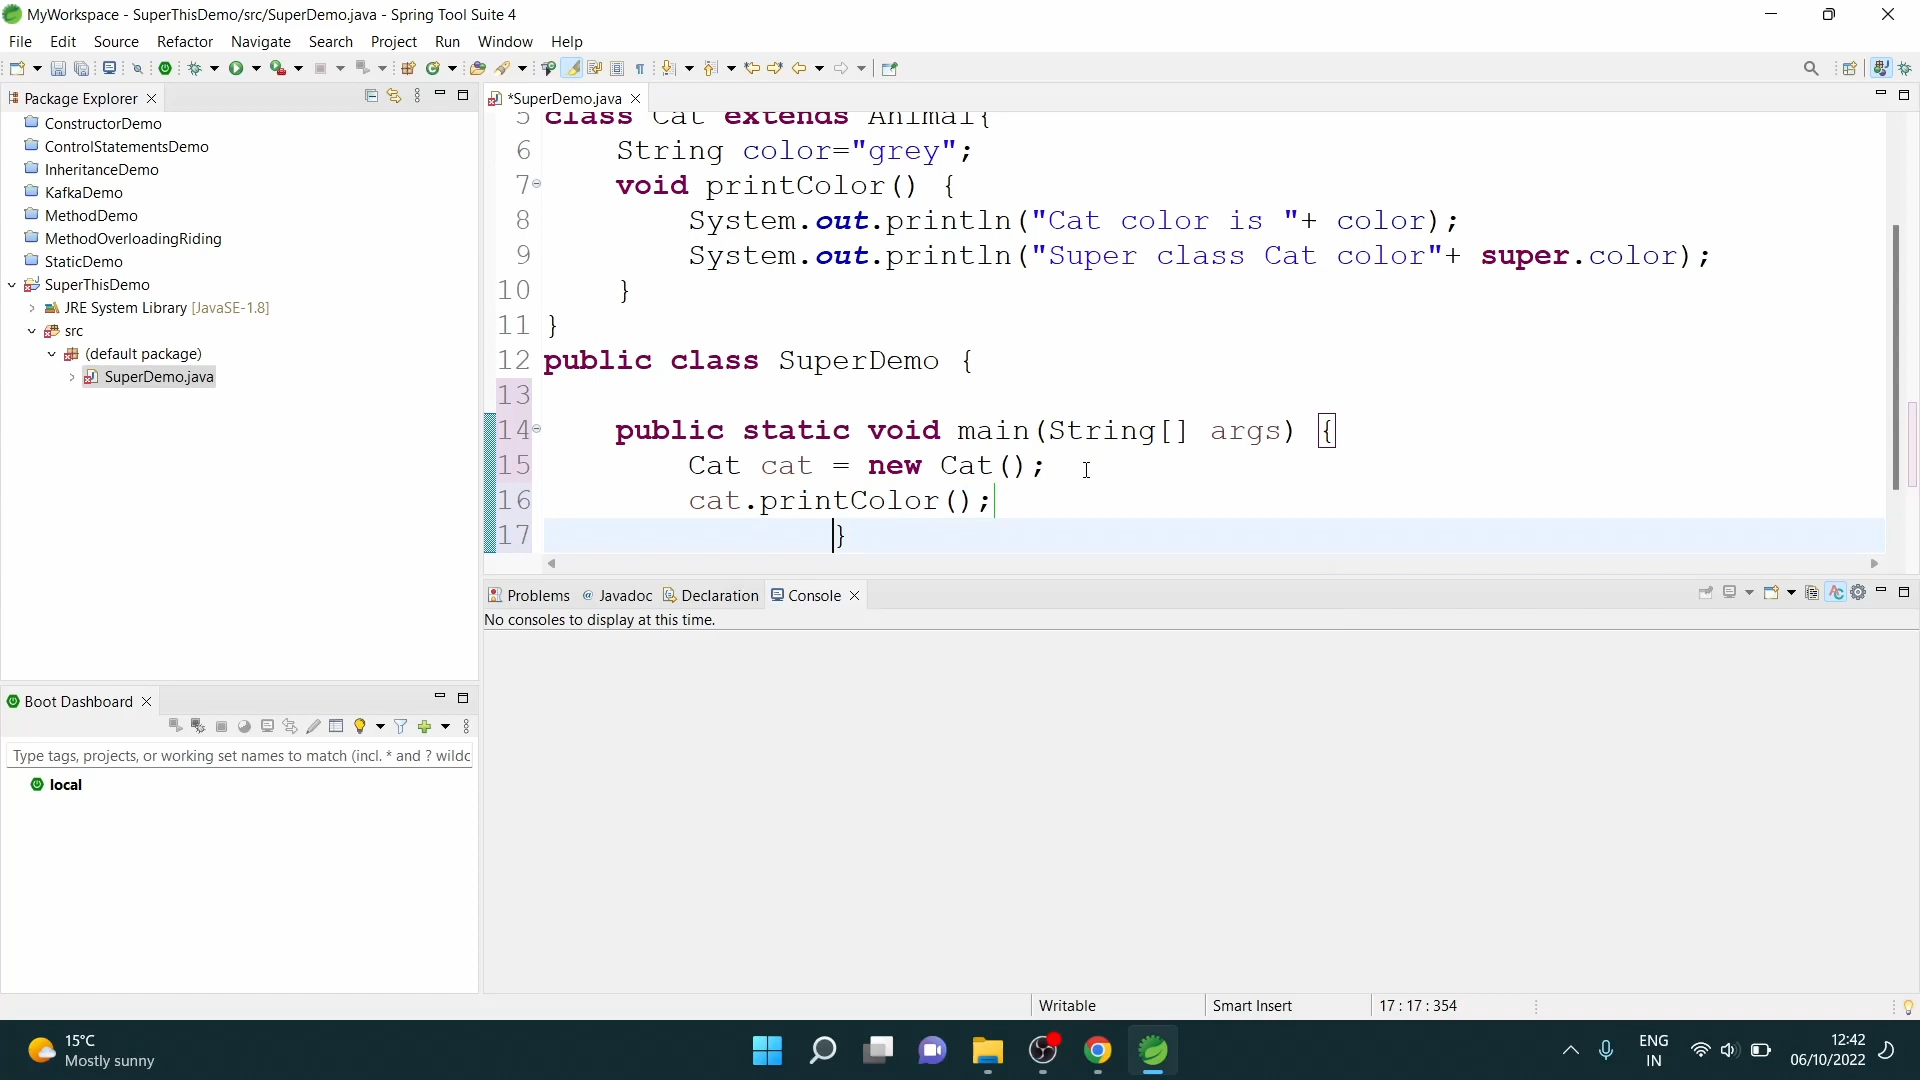 MyWorkspace - SuperThisDemo/src/SuperDemo.java - Spring Tool Suite 4
File Edit Source Refactor Navigate Search Project Run Window Help
Package Explorer
ConstructorDemo
ControlStatementsDemo
InheritanceDemo
KafkaDemo
MethodDemo
MethodOverloadingRiding
StaticDemo
SuperThisDemo
JRE System Library [JavaSE-1.8]
src
(default package)
SuperDemo.java
*SuperDemo.java
5 class Cat extends Animal{
6 String color="grey";
7 void printColor() {
8 System.out.println("Cat color is "+ color);
9 System.out.println("Super class Cat color"+ super.color);
10 }
11 }
12 public class SuperDemo {
13
14 public static void main(String[] args) {
15 Cat cat = new Cat();
16 cat.printColor();
17 }
Problems @ Javadoc Declaration Console
No consoles to display at this time.
Boot Dashboard
Type tags, projects, or working set names to match (incl. * and ? wildc
local
Writable Smart Insert 17 : 17 : 354
15°C
Mostly sunny
ENG
IN
12:42
06/10/2022